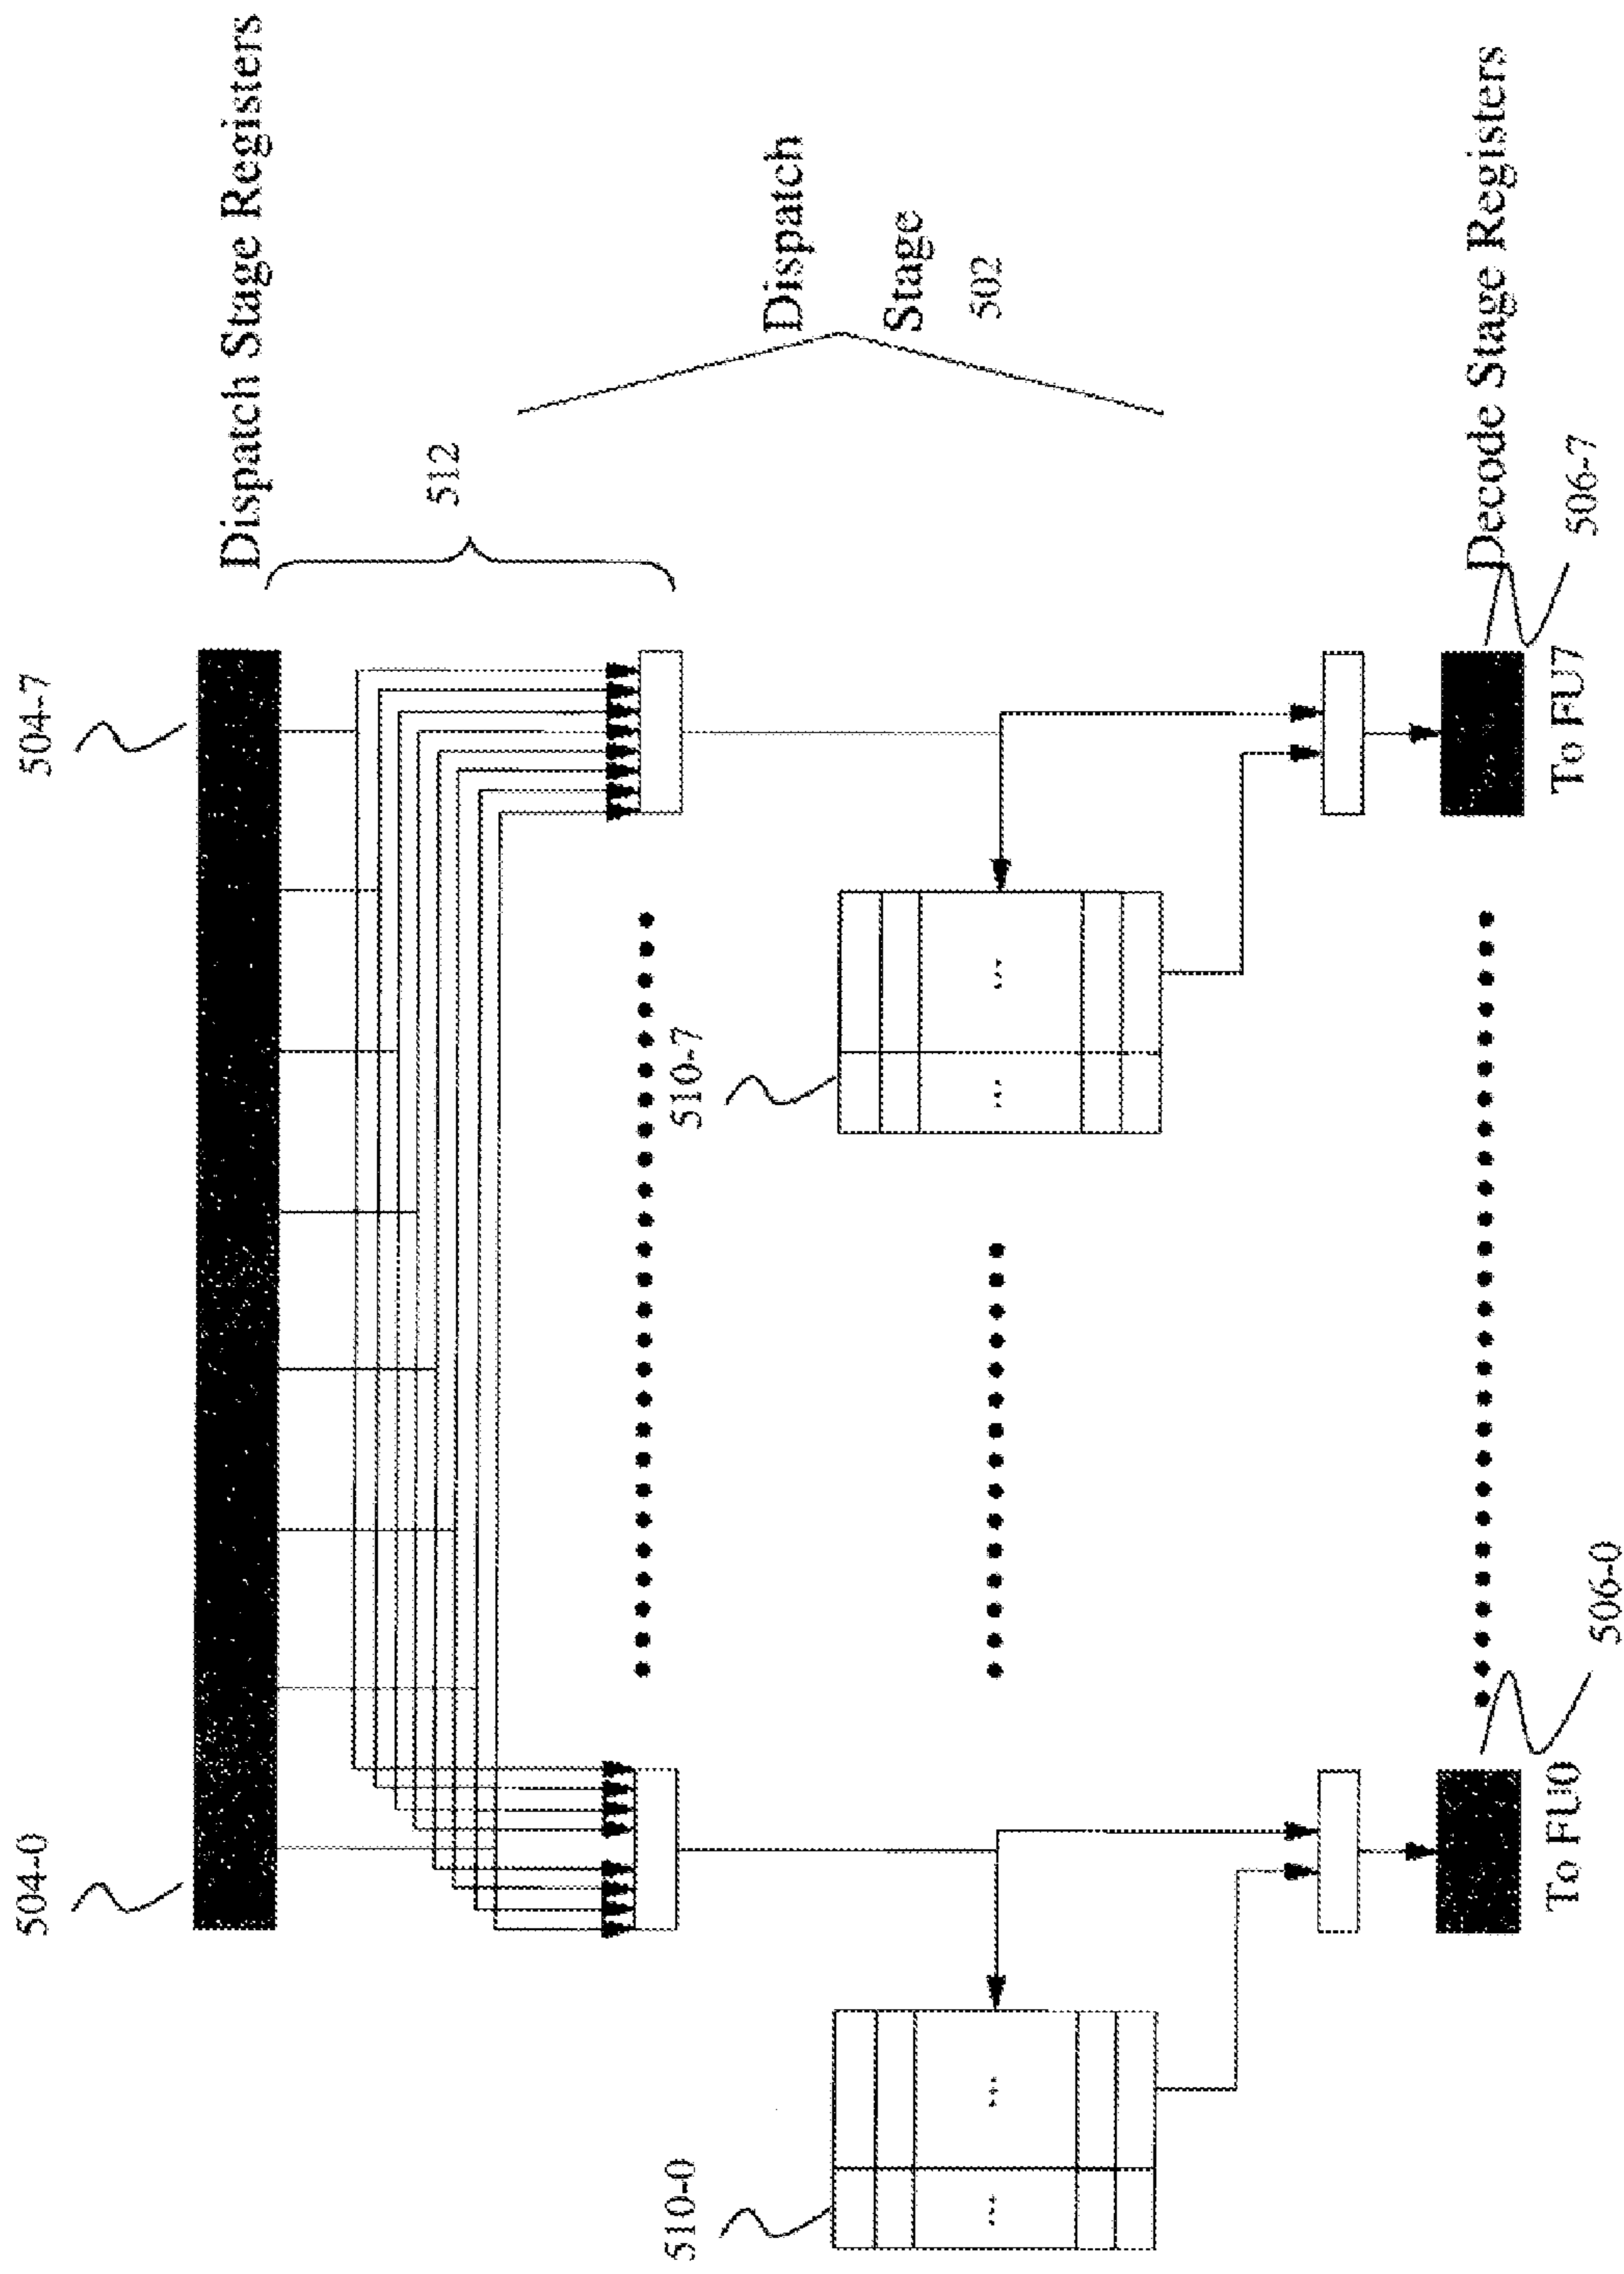 504-0
504-7
Dispatch Stage Registers
512
Dispatch
Stage
502
510-0
510-7
Decode Stage Registers
506-0
506-7
To FU0
To FU7